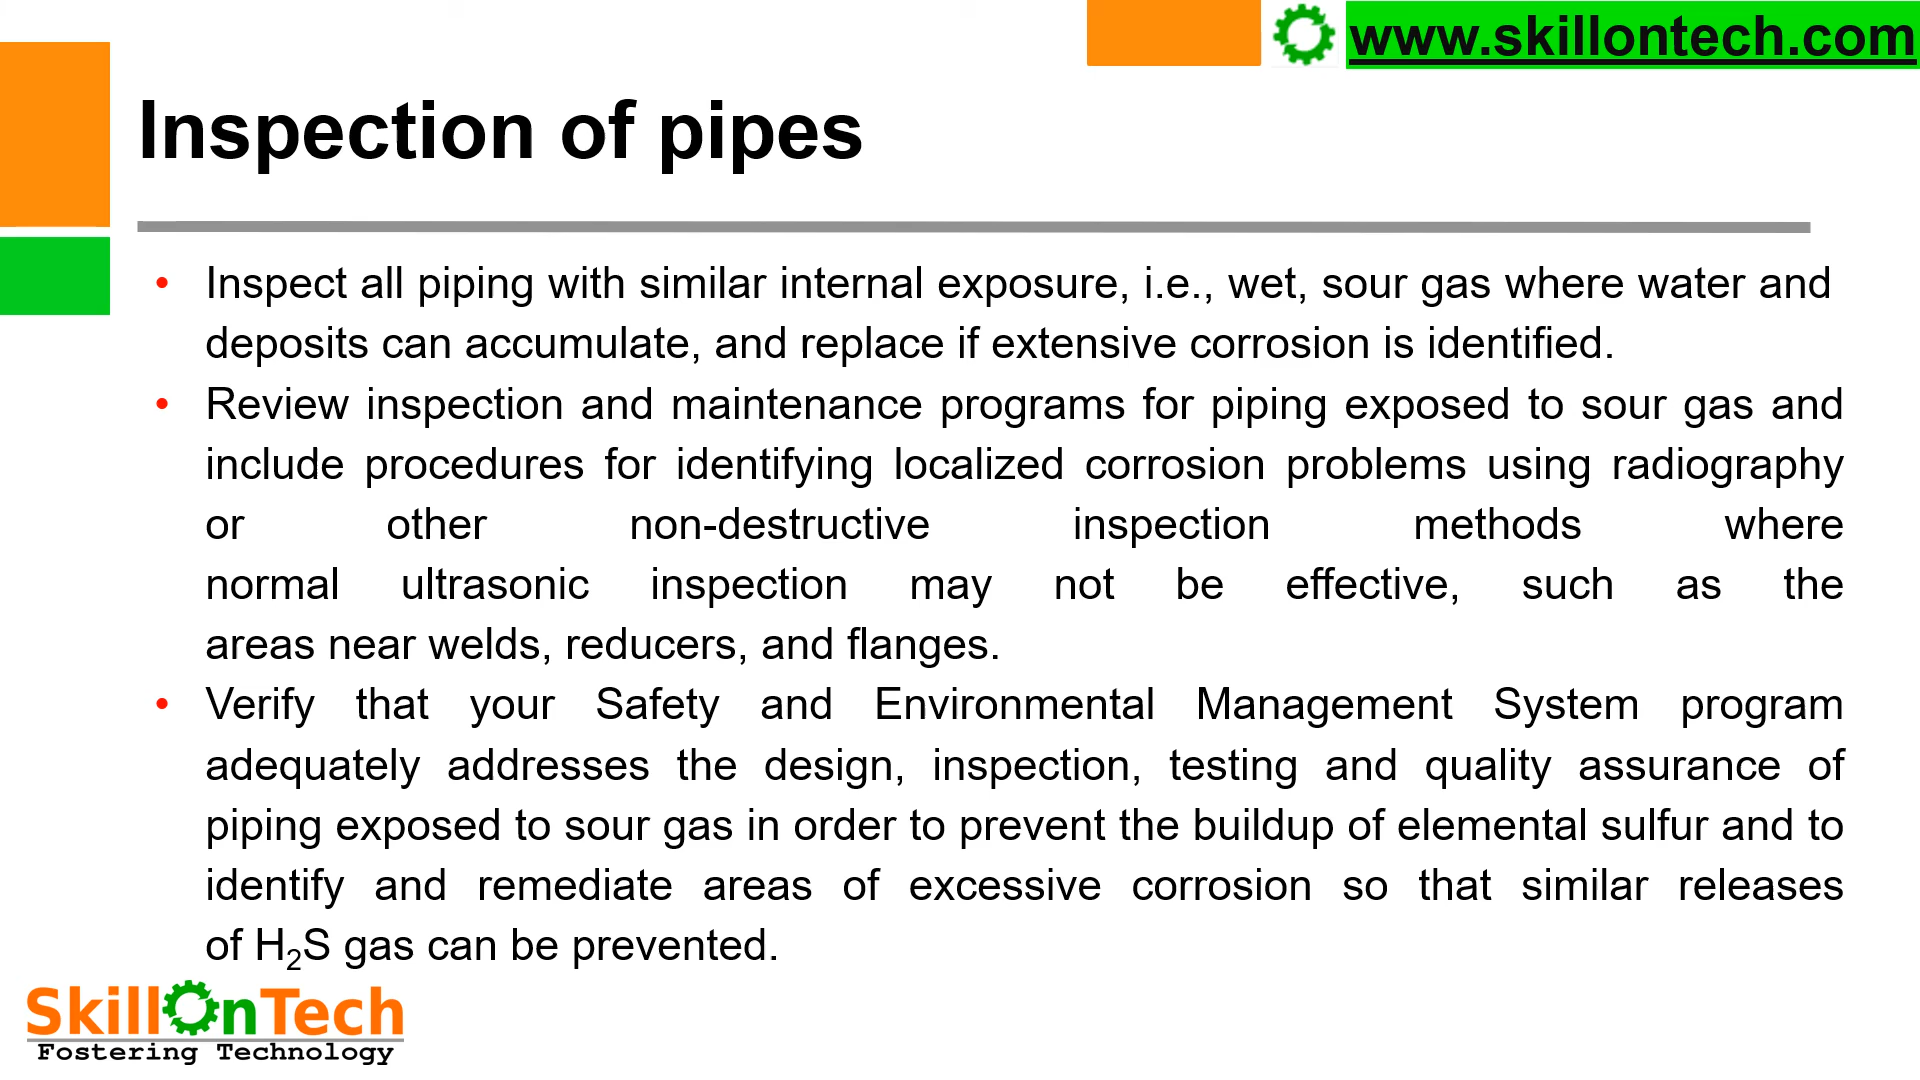 www.skillontech.com
Inspection of pipes
• Inspect all piping with similar internal exposure, i.e., wet, sour gas where water and
deposits can accumulate, and replace if extensive corrosion is identified.
• Review inspection and maintenance programs for piping exposed to sour gas and
include procedures for identifying localized corrosion problems using radiography
or other non-destructive inspection methods where
normal ultrasonic inspection may not be effective, such as the
areas near welds, reducers, and flanges.
• Verify that your Safety and Environmental Management System program
adequately addresses the design, inspection, testing and quality assurance of
piping exposed to sour gas in order to prevent the buildup of elemental sulfur and to
identify and remediate areas of excessive corrosion so that similar releases
of H₂S gas can be prevented.
SkillOnTech
Fostering Technology